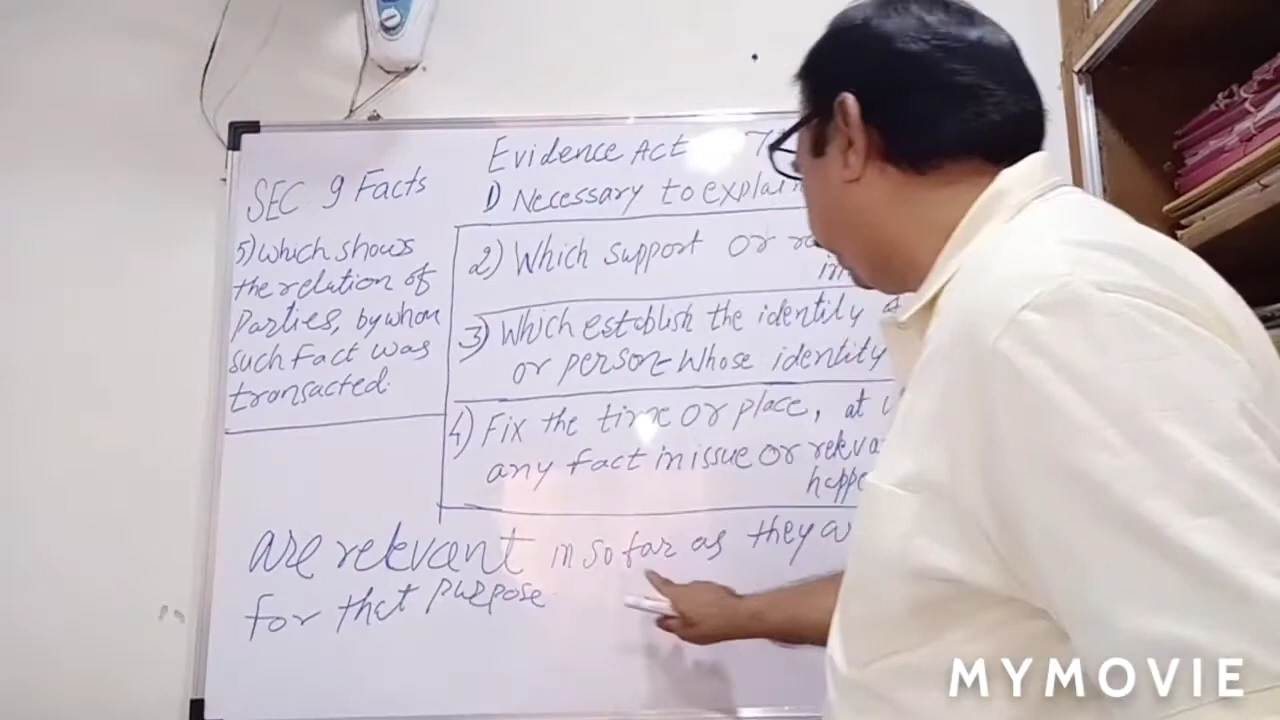 Evidence Act
SEC 9 Facts
1) Necessary to explain
2) Which support or
3) Which establish the identity
or person whose identity
4) Fix the time or place, at
any fact in issue or
5) Which shows
the relation of
Parties, by whom
such Fact was
transacted.
are relevant in so far as they
for that purpose
MYMOVIE